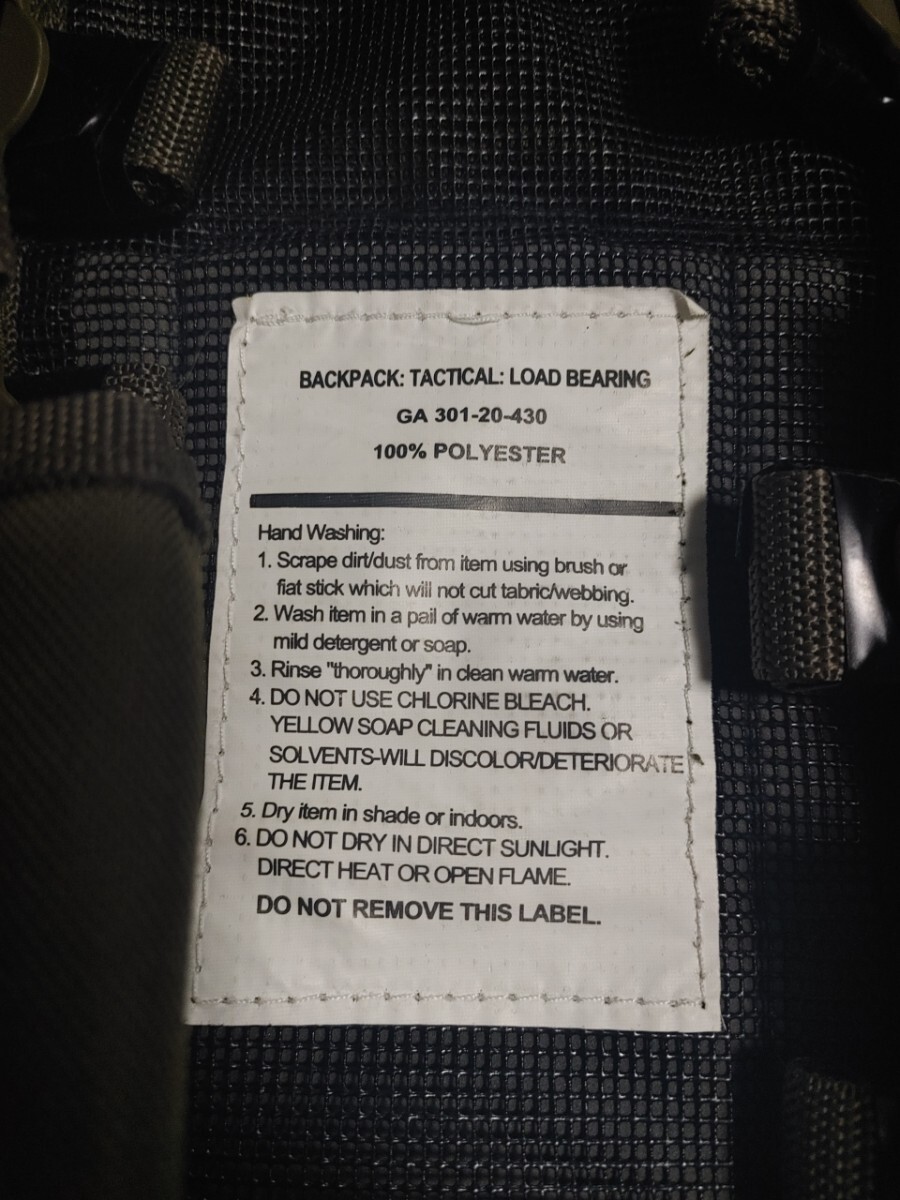 BACKPACK: TACTICAL: LOAD BEARING
GA 301-20-430
100% POLYESTER
Hand Washing:
1. Scrape dirt/dust from item using brush or
fiat stick which will not cut tabric/webbing.
2. Wash item in a pail of warm water by using
mild detergent or soap.
3. Rinse "thoroughly" in clean warm water.
4. DO NOT USE CHLORINE BLEACH.
YELLOW SOAP CLEANING FLUIDS OR
SOLVENTS-WILL DISCOLOR/DETERIORATE
THE ITEM.
5. Dry item in shade or indoors.
6. DO NOT DRY IN DIRECT SUNLIGHT.
DIRECT HEAT OR OPEN FLAME.
DO NOT REMOVE THIS LABEL.